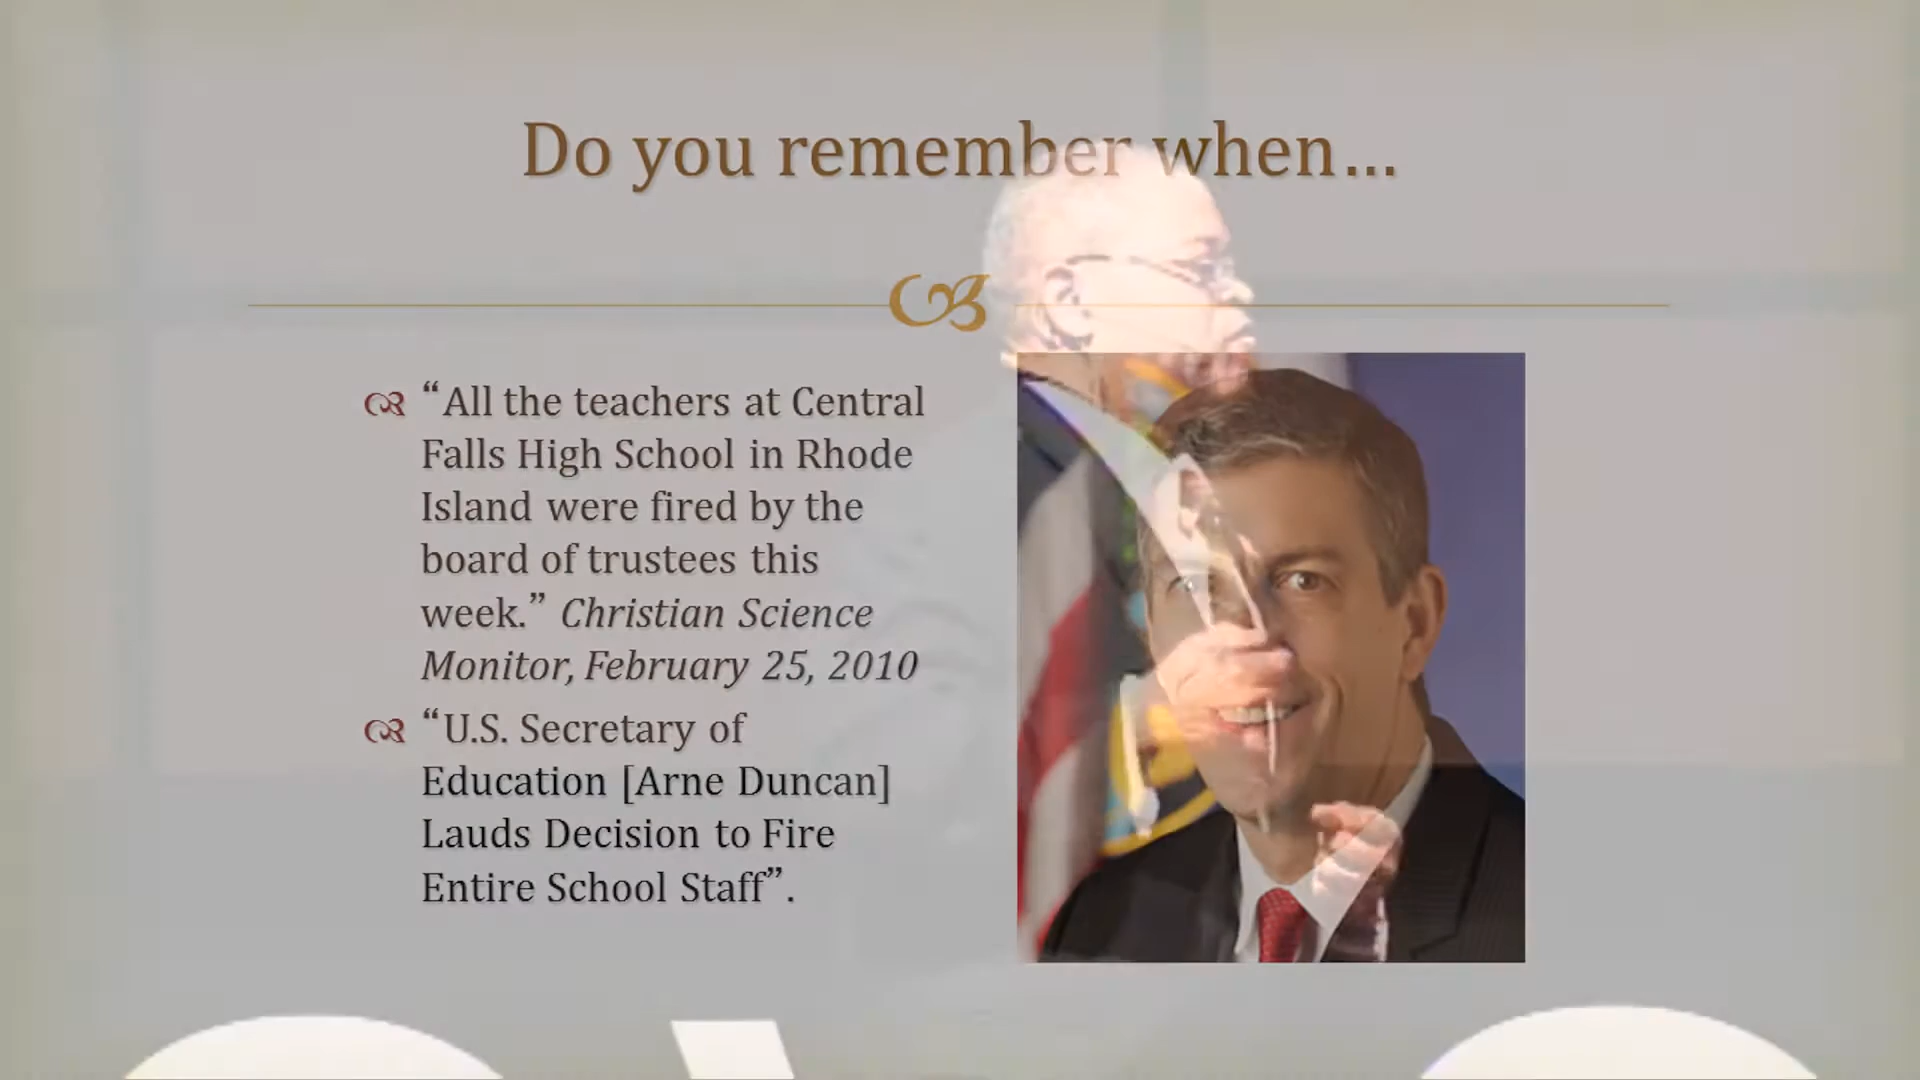 Do you remember when…
“All the teachers at Central
Falls High School in Rhode
Island were fired by the
board of trustees this
week.” Christian Science
Monitor, February 25, 2010
“U.S. Secretary of
Education [Arne Duncan]
Lauds Decision to Fire
Entire School Staff”.